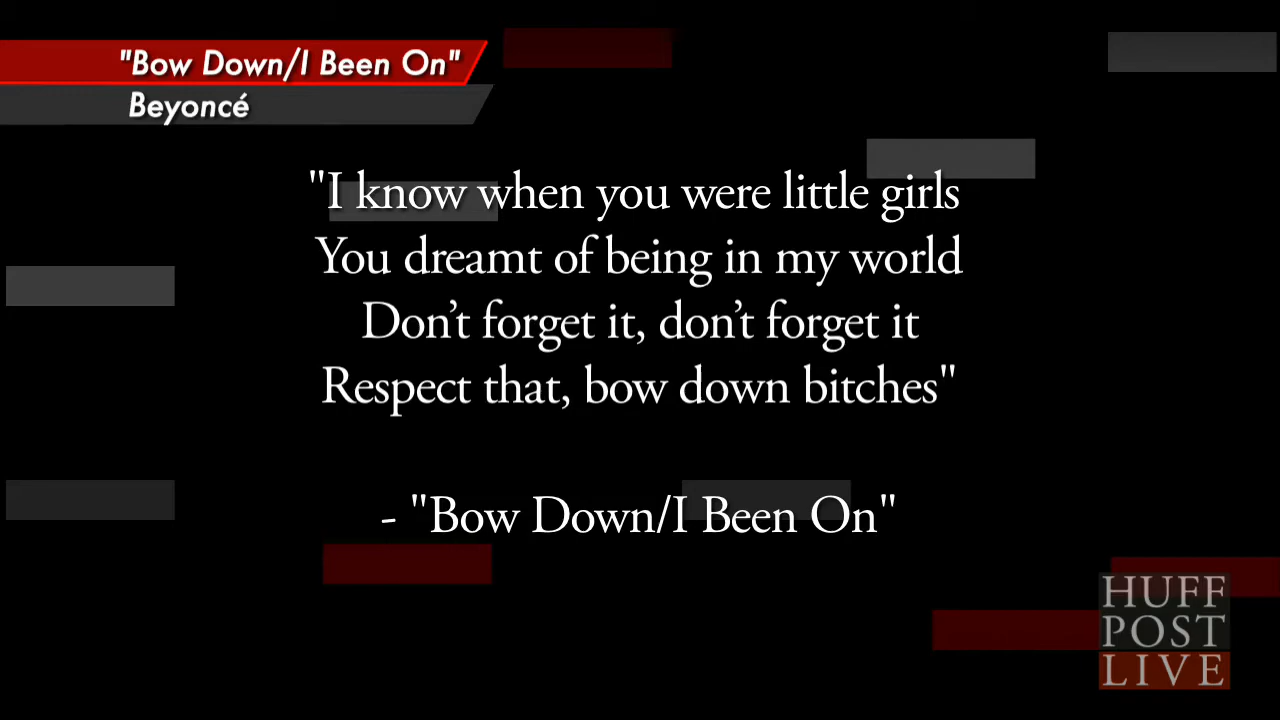 "Bow Down/I Been On"
Beyoncé
"I know when you were little girls
You dreamt of being in my world
Don’t forget it, don’t forget it
Respect that, bow down bitches"
- "Bow Down/I Been On"
HUFF
POST
LIVE